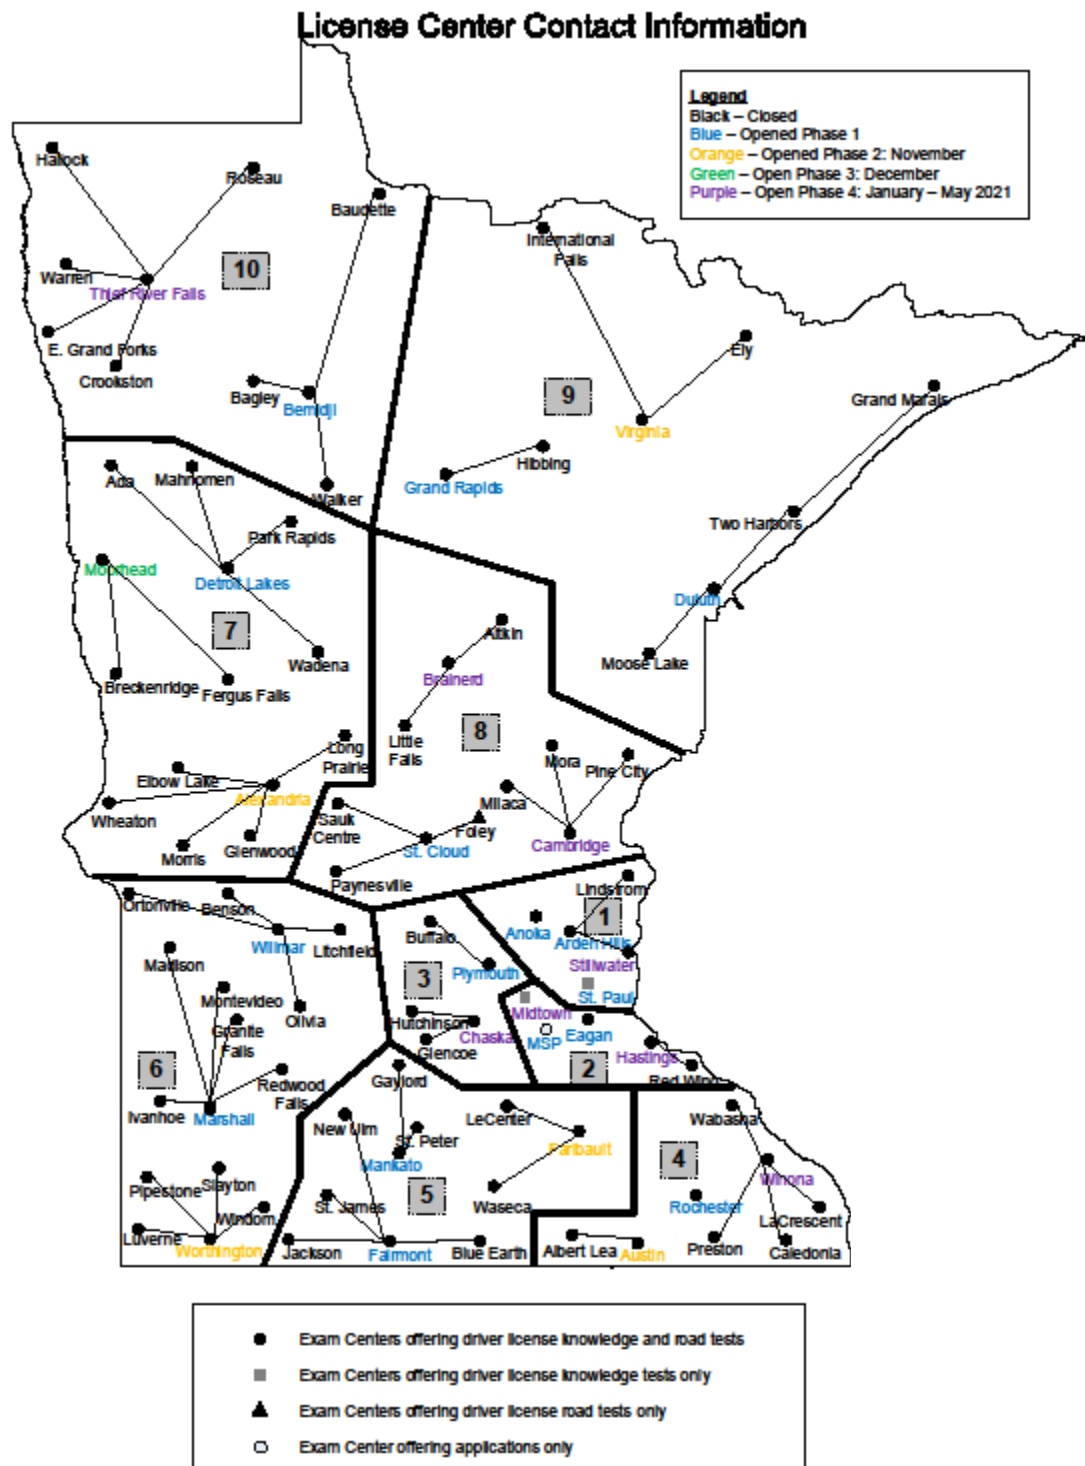 License Center Contact Information
Legend
Black – Closed
Blue – Opened Phase 1
Orange – Opened Phase 2: November
Green – Open Phase 3: December
Purple – Open Phase 4: January – May 2021
Hallock
Roseau
Baudette
International
Falls
10
Warren
Thief River Falls
E. Grand Forks
Crookston
Ely
Bagley
Bemidji
9
Grand Marais
Virginia
Hibbing
Grand Rapids
Ada
Mahnomen
Walker
Park Rapids
Two Harbors
Moorhead
Detroit Lakes
Duluth
7
Aitkin
Wadena
Moose Lake
Brainerd
Breckenridge
Fergus Falls
8
Little
Falls
Long
Prairie
Mora
Pine City
Elbow Lake
Alexandria
Milaca
Wheaton
Sauk
Centre
Foley
Morris
Glenwood
St. Cloud
Cambridge
Paynesville
Lindstrom
Ortonville
Benson
1
Anoka
Arden Hills
Willmar
Litchfield
Buffalo
Madison
Plymouth
Stillwater
3
St. Paul
Montevideo
Midtown
Granite
Falls
Olivia
Hutchinson
Chaska
MSP
Eagan
Glencoe
Hastings
6
Redwood
Falls
Gaylord
2
Red Wing
Ivanhoe
Marshall
New Ulm
LeCenter
Wabasha
St. Peter
Faribault
Mankato
4
Winona
Pipestone
Slayton
5
Windom
St. James
Waseca
Rochester
LaCrescent
Luverne
Worthington
Jackson
Fairmont
Blue Earth
Albert Lea
Austin
Preston
Caledonia
Exam Centers offering driver license knowledge and road tests
Exam Centers offering driver license knowledge tests only
Exam Centers offering driver license road tests only
Exam Center offering applications only